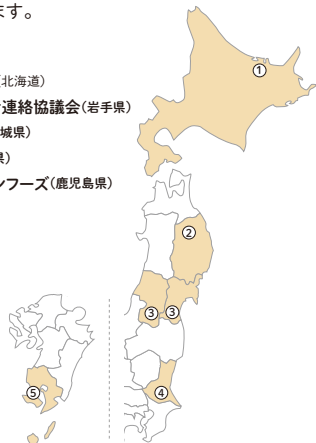 ます。
(北海道)
連絡協議会(岩手県)
城県)
県)
ンフーズ(鹿児島県)
①
②
③ ③
④
⑤